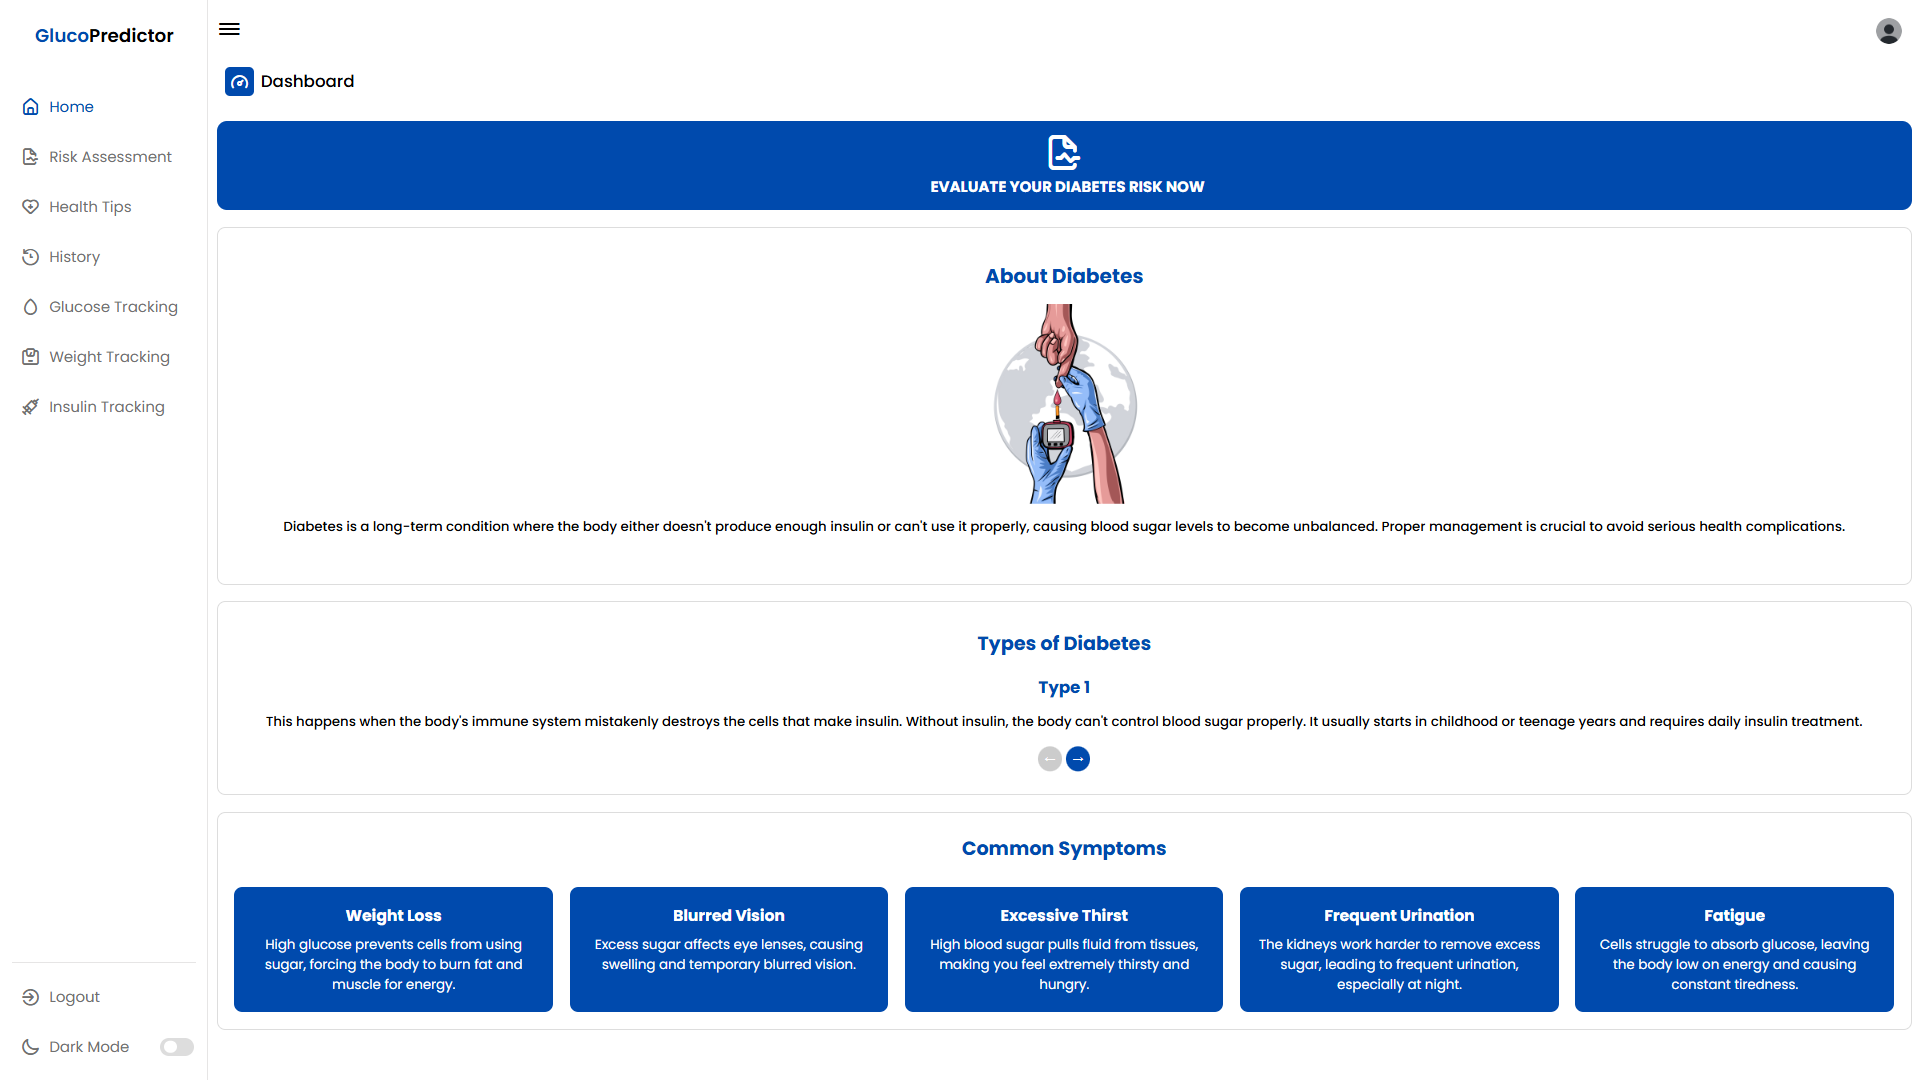 GlucoPredictor
Home
Risk Assessment
Health Tips
History
Glucose Tracking
Weight Tracking
Insulin Tracking
Logout
Dark Mode
Dashboard
EVALUATE YOUR DIABETES RISK NOW
About Diabetes
Diabetes is a long-term condition where the body either doesn't produce enough insulin or can't use it properly, causing blood sugar levels to become unbalanced. Proper management is crucial to avoid serious health complications.
Types of Diabetes
Type 1
This happens when the body's immune system mistakenly destroys the cells that make insulin. Without insulin, the body can't control blood sugar properly. It usually starts in childhood or teenage years and requires daily insulin treatment.
← →
Common Symptoms
Weight Loss
High glucose prevents cells from using
sugar, forcing the body to burn fat and
muscle for energy.
Blurred Vision
Excess sugar affects eye lenses, causing
swelling and temporary blurred vision.
Excessive Thirst
High blood sugar pulls fluid from tissues,
making you feel extremely thirsty and
hungry.
Frequent Urination
The kidneys work harder to remove excess
sugar, leading to frequent urination,
especially at night.
Fatigue
Cells struggle to absorb glucose, leaving
the body low on energy and causing
constant tiredness.